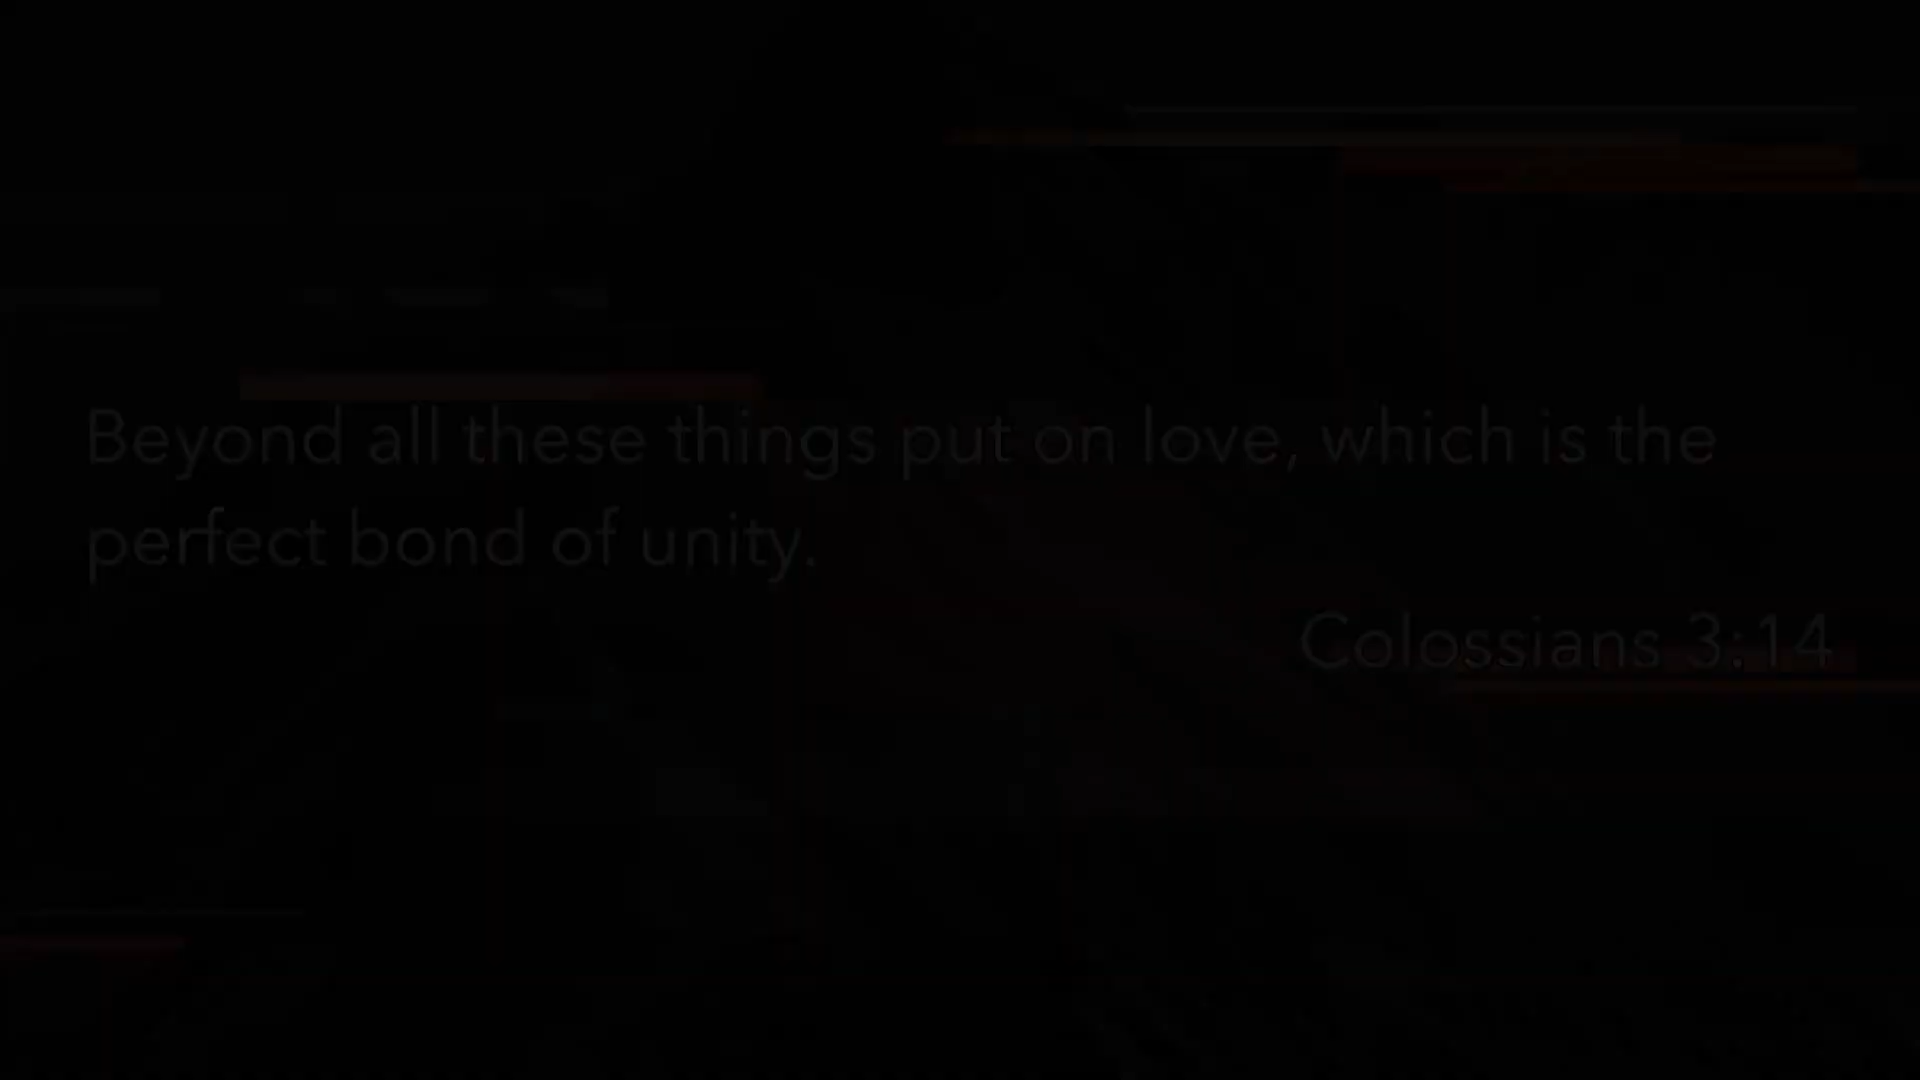 Beyond all these things put on love, which is the
perfect bond of unity.
Colossians 3:14